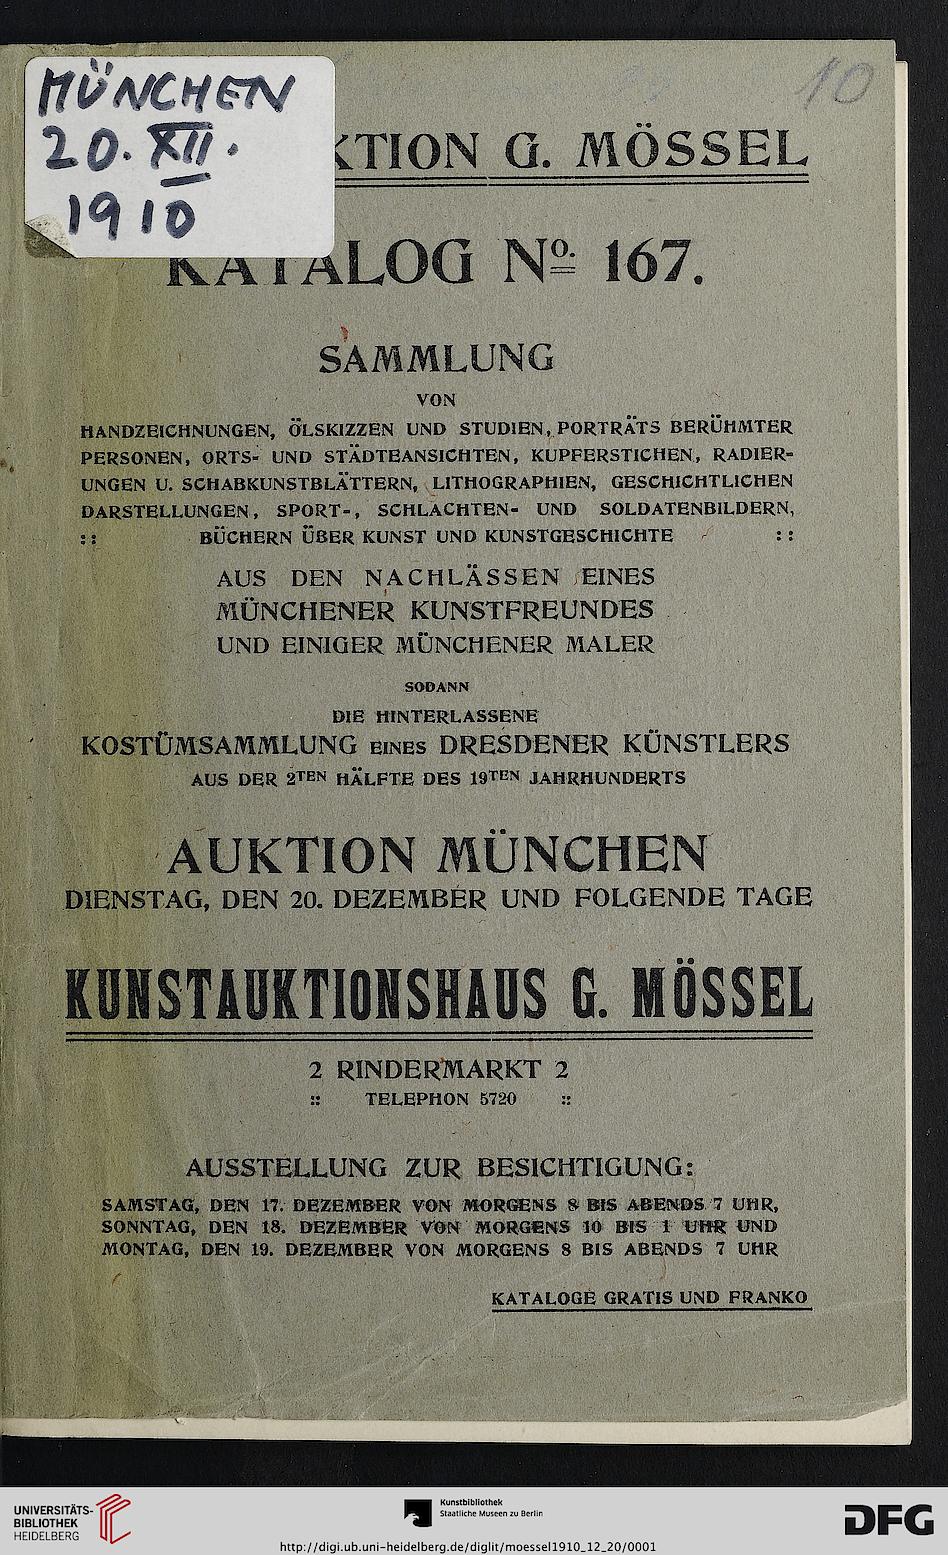 MÜNCHEN
20. XII.
1910
10
KTION G. MÖSSEL
KATALOG No. 167.
SAMMLUNG
VON
HANDZEICHNUNGEN, ÖLSKIZZEN UND STUDIEN, PORTRÄTS BERÜHMTER
PERSONEN, ORTS- UND STÄDTEANSICHTEN, KUPFERSTICHEN, RADIER-
UNGEN U. SCHABKUNSTBLÄTTERN, LITHOGRAPHIEN, GESCHICHTLICHEN
DARSTELLUNGEN, SPORT-, SCHLACHTEN- UND SOLDATENBILDERN,
:: BÜCHERN ÜBER KUNST UND KUNSTGESCHICHTE ::
AUS DEN NACHLÄSSEN EINES
MÜNCHENER KUNSTFREUNDES
UND EINIGER MÜNCHENER MALER
SODANN
DIE HINTERLASSENE
KOSTÜMSAMMLUNG EINES DRESDENER KÜNSTLERS
AUS DER 2TEN HÄLFTE DES 19TEN JAHRHUNDERTS
AUKTION MÜNCHEN
DIENSTAG, DEN 20. DEZEMBER UND FOLGENDE TAGE
KUNSTAUKTIONSHAUS G. MÖSSEL
2 RINDERMARKT 2
:: TELEPHON 5720 ::
AUSSTELLUNG ZUR BESICHTIGUNG:
SAMSTAG, DEN 17. DEZEMBER VON MORGENS 8 BIS ABENDS 7 UHR,
SONNTAG, DEN 18. DEZEMBER VON MORGENS 10 BIS 1 UHR UND
MONTAG, DEN 19. DEZEMBER VON MORGENS 8 BIS ABENDS 7 UHR
KATALOGE GRATIS UND FRANKO
UNIVERSITÄTS-
BIBLIOTHEK
HEIDELBERG
Kunstbibliothek
Staatliche Museen zu Berlin
DFG
http://digi.ub.uni-heidelberg.de/diglit/moessel1910_12_20/0001